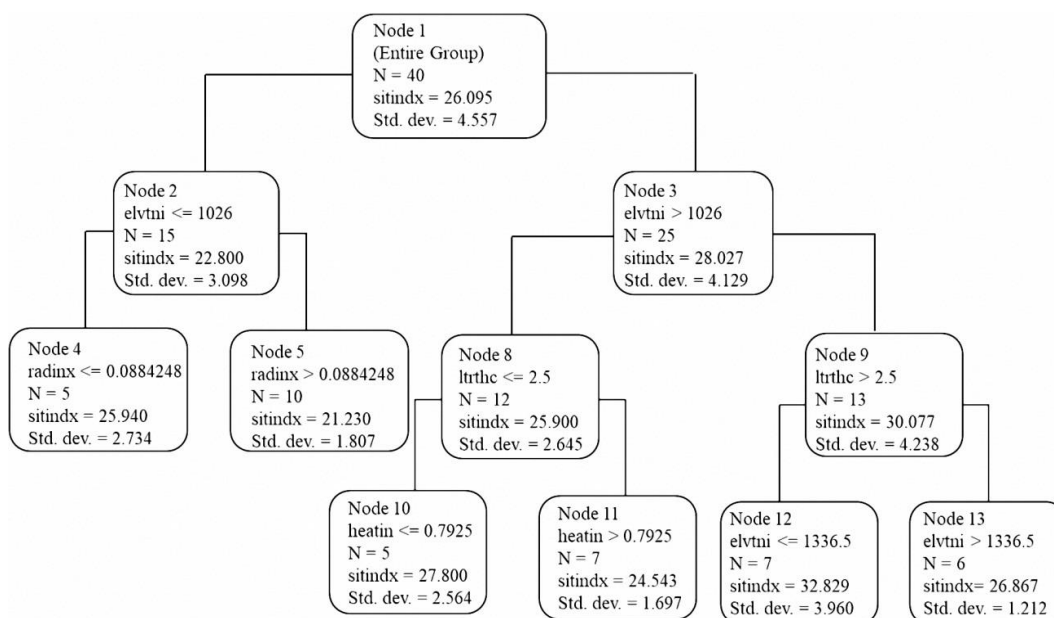 Node 1
(Entire Group)
N = 40
sitindx = 26.095
Std. dev. = 4.557
Node 2
elvtni <= 1026
N = 15
sitindx = 22.800
Std. dev. = 3.098
Node 3
elvtni > 1026
N = 25
sitindx = 28.027
Std. dev. = 4.129
Node 4
radinx <= 0.0884248
N = 5
sitindx = 25.940
Std. dev. = 2.734
Node 5
radinx > 0.0884248
N = 10
sitindx = 21.230
Std. dev. = 1.807
Node 8
ltrthc <= 2.5
N = 12
sitindx = 25.900
Std. dev. = 2.645
Node 9
ltrthc > 2.5
N = 13
sitindx = 30.077
Std. dev. = 4.238
Node 10
heatin <= 0.7925
N = 5
sitindx = 27.800
Std. dev. = 2.564
Node 11
heatin > 0.7925
N = 7
sitindx = 24.543
Std. dev. = 1.697
Node 12
elvtni <= 1336.5
N = 7
sitindx = 32.829
Std. dev. = 3.960
Node 13
elvtni > 1336.5
N = 6
sitindx= 26.867
Std. dev. = 1.212